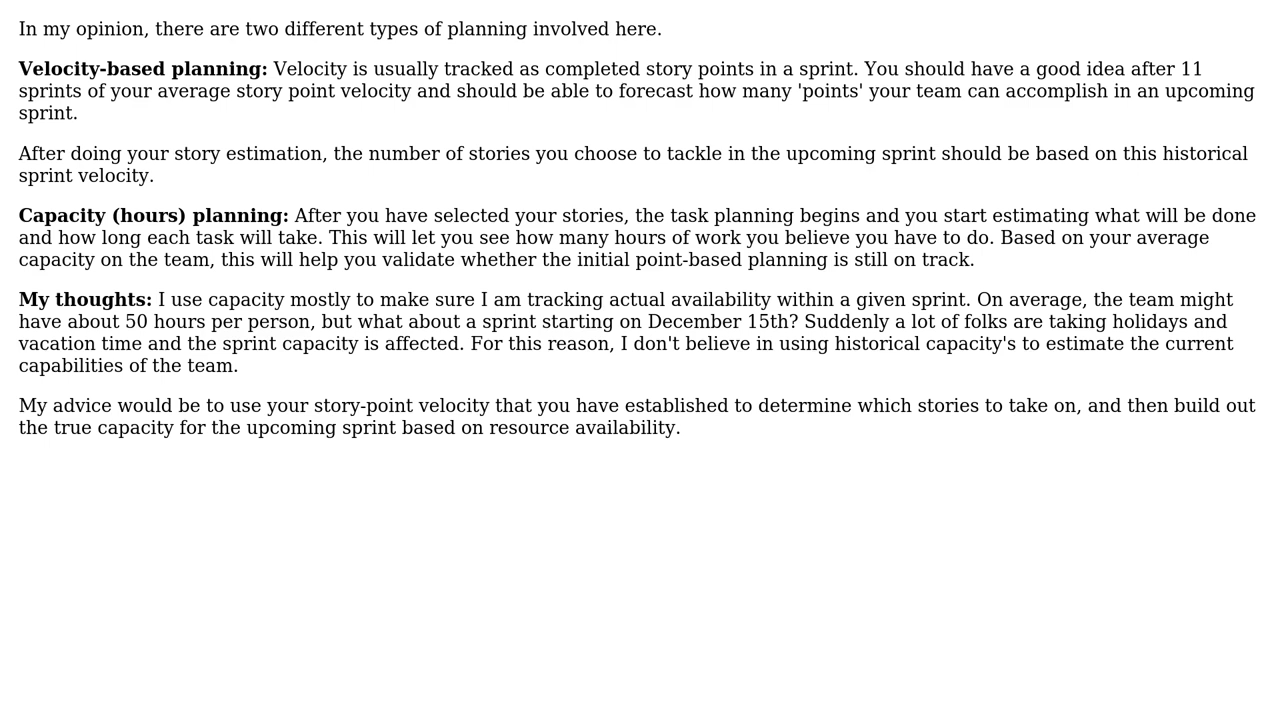 In my opinion, there are two different types of planning involved here.
Velocity-based planning: Velocity is usually tracked as completed story points in a sprint. You should have a good idea after 11
sprints of your average story point velocity and should be able to forecast how many 'points' your team can accomplish in an upcoming
sprint.
After doing your story estimation, the number of stories you choose to tackle in the upcoming sprint should be based on this historical
sprint velocity.
Capacity (hours) planning: After you have selected your stories, the task planning begins and you start estimating what will be done
and how long each task will take. This will let you see how many hours of work you believe you have to do. Based on your average
capacity on the team, this will help you validate whether the initial point-based planning is still on track.
My thoughts: I use capacity mostly to make sure I am tracking actual availability within a given sprint. On average, the team might
have about 50 hours per person, but what about a sprint starting on December 15th? Suddenly a lot of folks are taking holidays and
vacation time and the sprint capacity is affected. For this reason, I don't believe in using historical capacity's to estimate the current
capabilities of the team.
My advice would be to use your story-point velocity that you have established to determine which stories to take on, and then build out
the true capacity for the upcoming sprint based on resource availability.